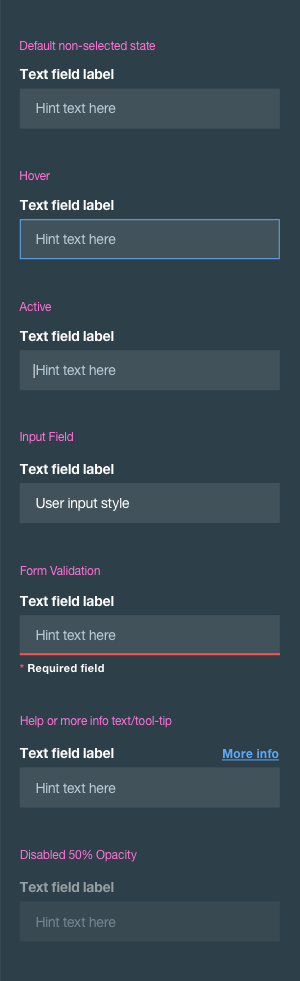 Default non-selected state
Text field label
Hint text here
Hover
Text field label
Hint text here
Active
Text field label
Hint text here
Input Field
Text field label
User input style
Form Validation
Text field label
Hint text here
* Required field
Help or more info text/tool-tip
Text field label More info
Hint text here
Disabled 50% Opacity
Text field label
Hint text here